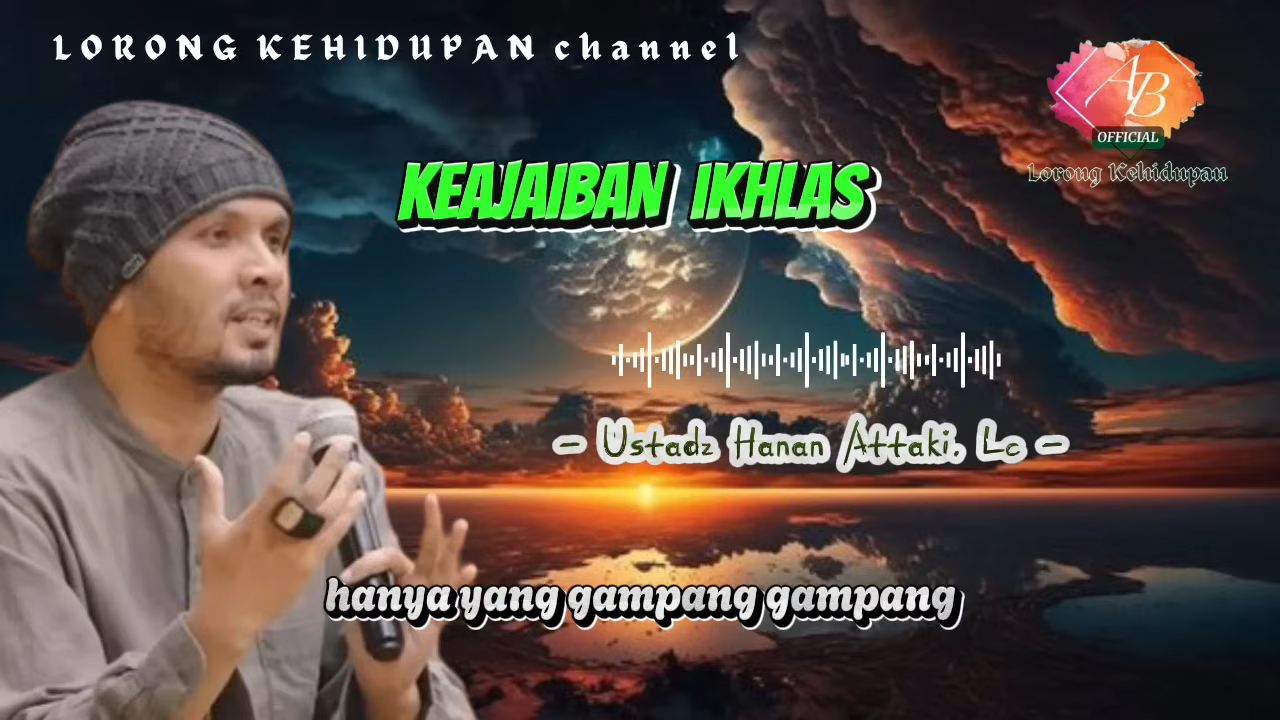 LORONG KEHIDUPAN channel
AB
OFFICIAL
Lorong Kehidupan
KEAJAIBAN IKHLAS
- Ustadz Hanan Attaki. Lc -
hanya yang gampang gampang